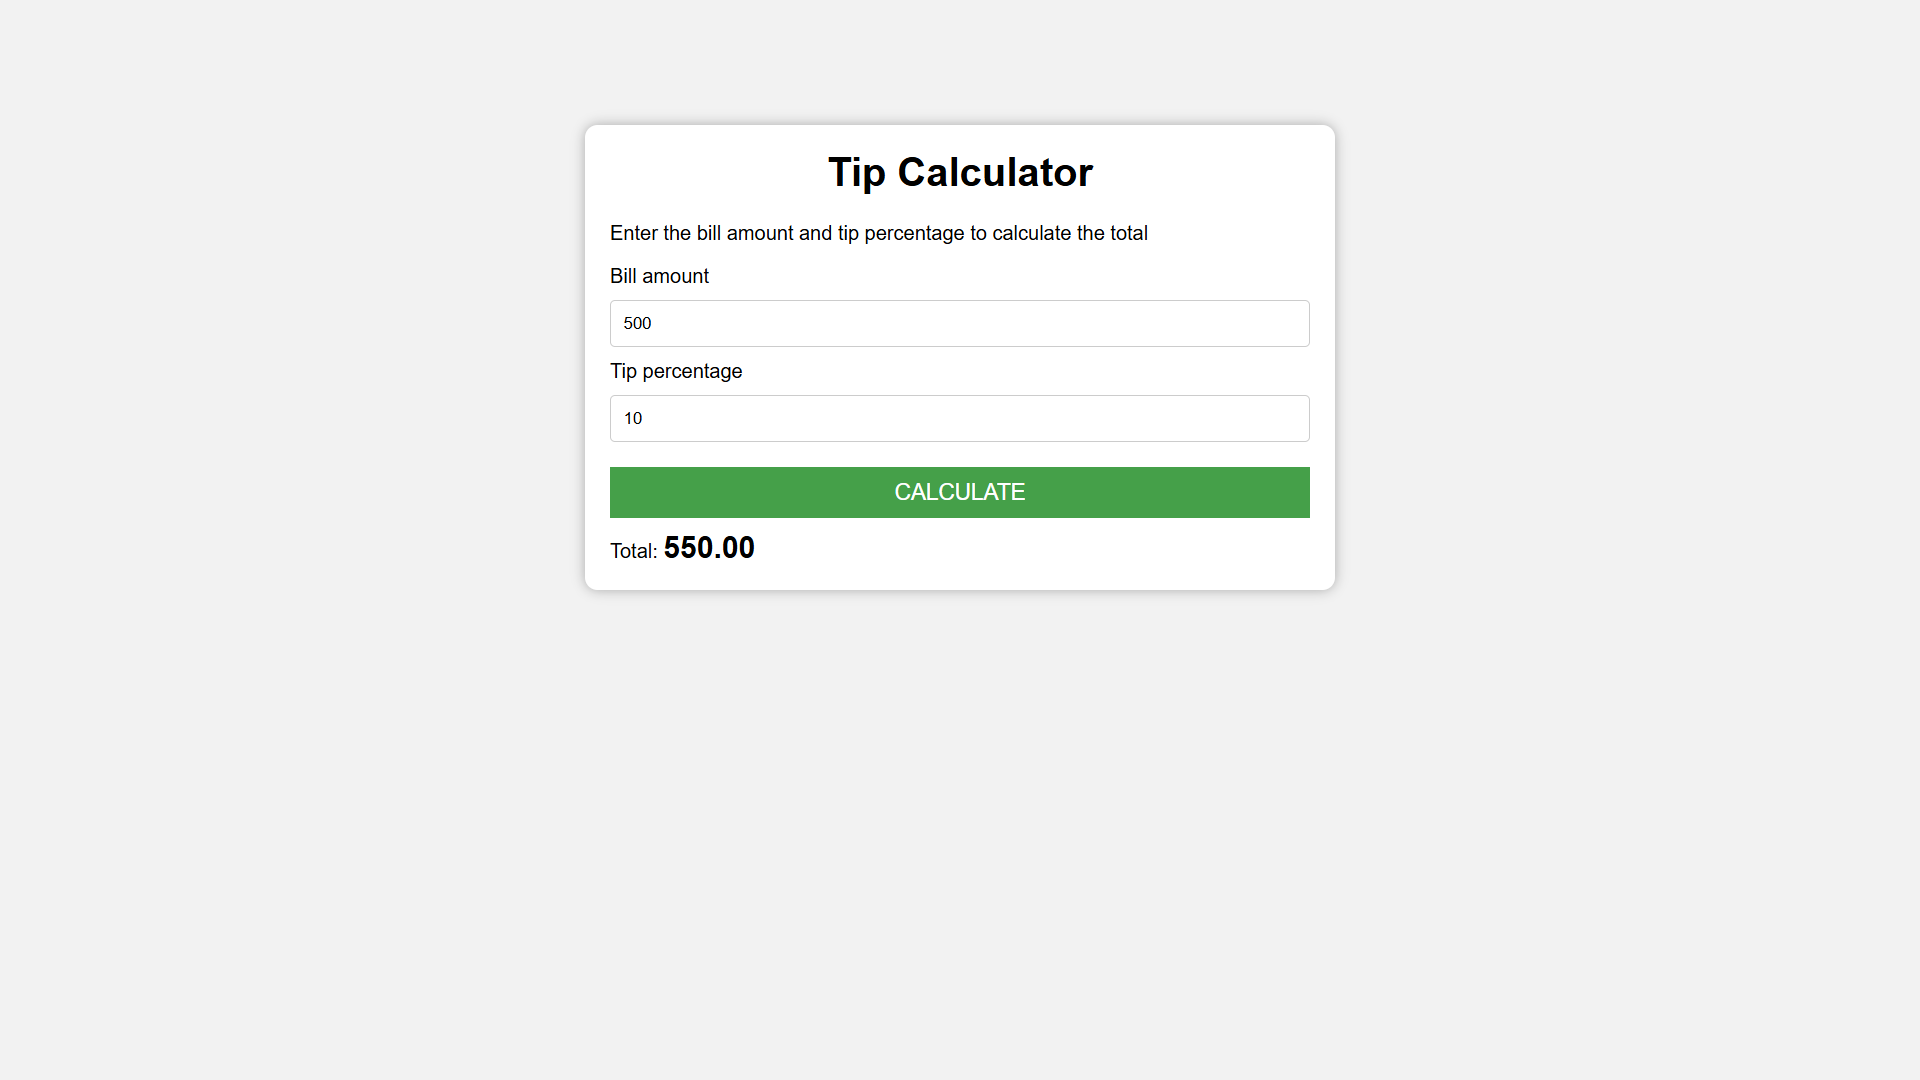 Tip Calculator
Enter the bill amount and tip percentage to calculate the total
Bill amount
500
Tip percentage
10
CALCULATE
Total: 550.00